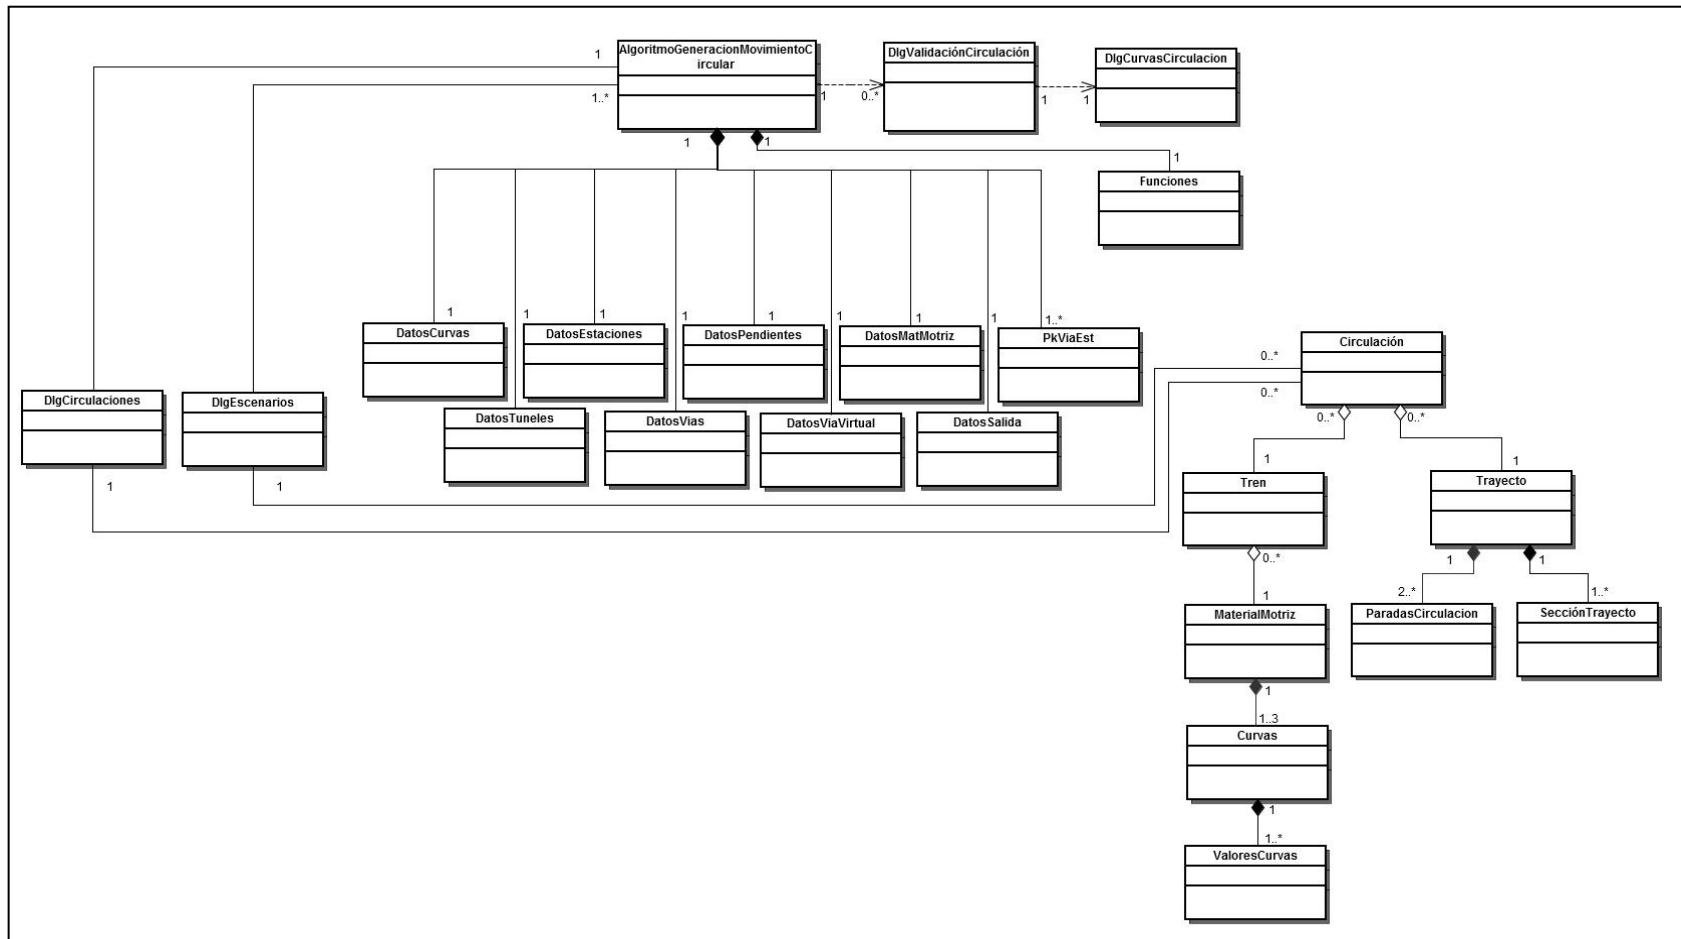 AlgoritmoGeneracionMovimientoC
ircular
DlgValidaciónCirculación
DlgCurvasCirculacion
1
1..*
1
0..*
1
1
1
1
1
Funciones
1
1
1
1
1
1
1
1
1..*
DatosCurvas
DatosEstaciones
DatosPendientes
DatosMatMotriz
PkViaEst
Circulación
0..*
0..*
DlgCirculaciones
DlgEscenarios
DatosTuneles
DatosVias
DatosViaVirtual
DatosSalida
0..*
0..*
1
1
1
1
Tren
Trayecto
0..*
1
1
1
2..*
1..*
MaterialMotriz
ParadasCirculacion
SecciónTrayecto
1
1..3
Curvas
1
1..*
ValoresCurvas